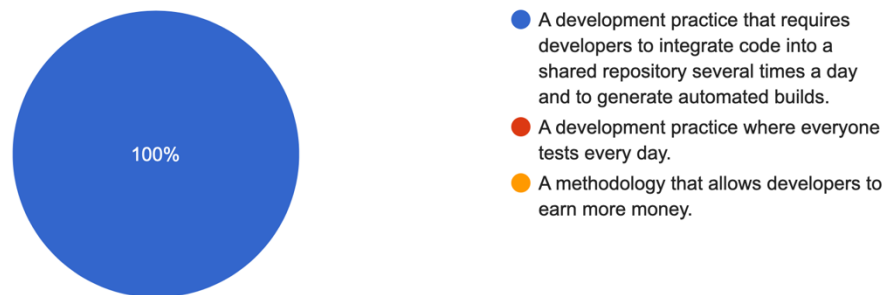 100%
A development practice that requires
developers to integrate code into a
shared repository several times a day
and to generate automated builds.
A development practice where everyone
tests every day.
A methodology that allows developers to
earn more money.